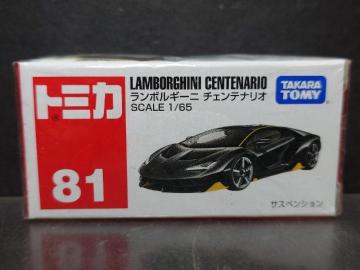 LAMBORGHINI CENTENARIO
ランボルギーニ チェンテナリオ
SCALE 1/65
TAKARA
TOMY
トミカ
81
サスペンション